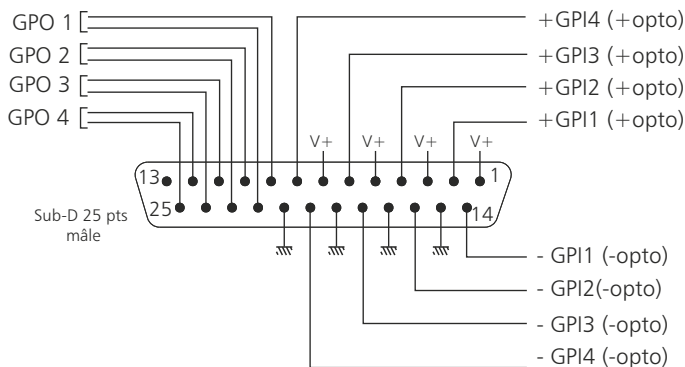 GPO 1
GPO 2
GPO 3
GPO 4
+GPI4 (+opto)
+GPI3 (+opto)
+GPI2 (+opto)
+GPI1 (+opto)
V+ V+ V+ V+
13 1
25 14
Sub-D 25 pts
mâle
- GPI1 (-opto)
- GPI2(-opto)
- GPI3 (-opto)
- GPI4 (-opto)